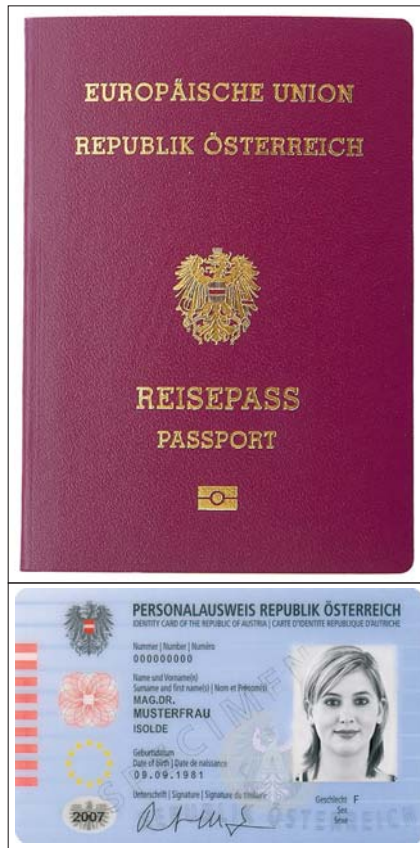 EUROPÄISCHE UNION
REPUBLIK ÖSTERREICH
REISEPASS
PASSPORT
PERSONALAUSWEIS REPUBLIK ÖSTERREICH
IDENTITY CARD OF THE REPUBLIC OF AUSTRIA | CARTE D'IDENTITE REPUBLIQUE D'AUTRICHE
Nummer | Number | Numéro
000000000
Name und Vorname(n)
Surname and first name(s) | Nom et Prénom(s)
MAG.DR.
MUSTERFRAU
ISOLDE
Geburtsdatum
Date of birth | Date de naissance
09.09.1981
Unterschrift | Signature | Signature du titulaire
Geschlecht F
Sex
Sexe
2007
SPECIMEN
REPUBLIK ÖSTERREICH